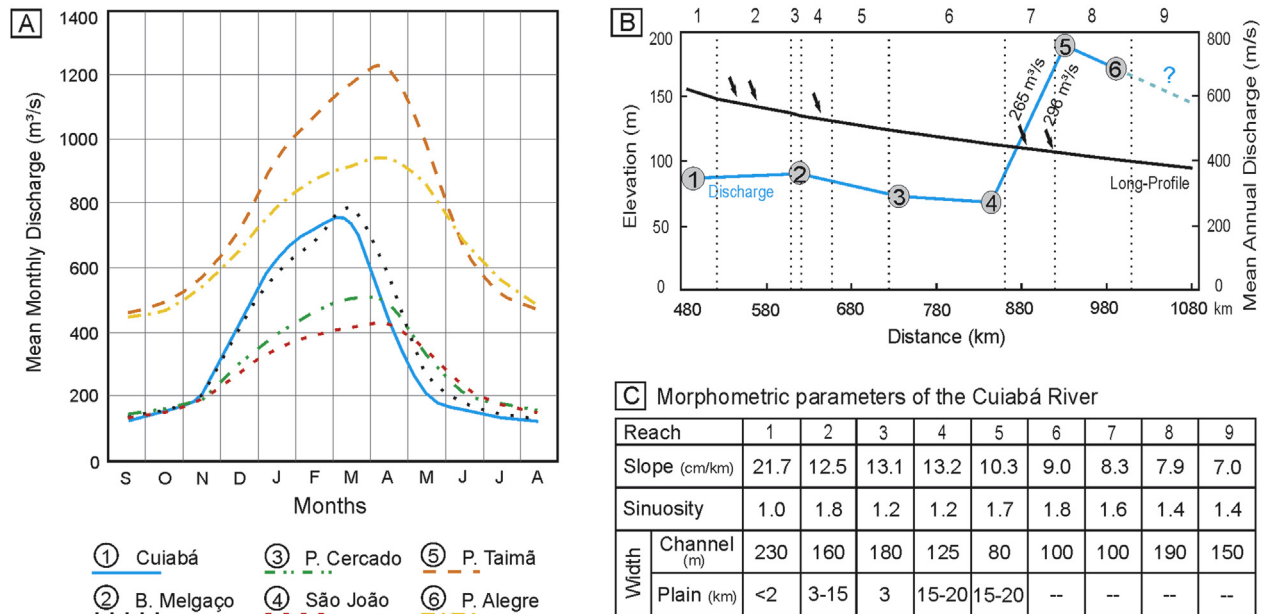 A
1400
1200
1000
800
600
400
200
0
Mean Monthly Discharge (m³/s)
S O N D J F M A M J J A
Months
1 Cuiabá 3 P. Cercado 5 P. Taimã
2 B. Melgaço 4 São João 6 P. Alegre
B
1 2 3 4 5 6 7 8 9
200
150
100
50
0
Elevation (m)
800
600
400
200
0
Mean Annual Discharge (m/s)
1
2
3
4
5
6
?
265 m³/s
298 m³/s
Discharge
Long-Profile
480 580 680 780 880 980 1080 km
Distance (km)
C Morphometric parameters of the Cuiabá River
Reach 1 2 3 4 5 6 7 8 9
Slope (cm/km) 21.7 12.5 13.1 13.2 10.3 9.0 8.3 7.9 7.0
Sinuosity 1.0 1.8 1.2 1.2 1.7 1.8 1.6 1.4 1.4
Width
Channel (m) 230 160 180 125 80 100 100 190 150
Plain (km) <2 3-15 3 15-20 15-20 -- -- -- --